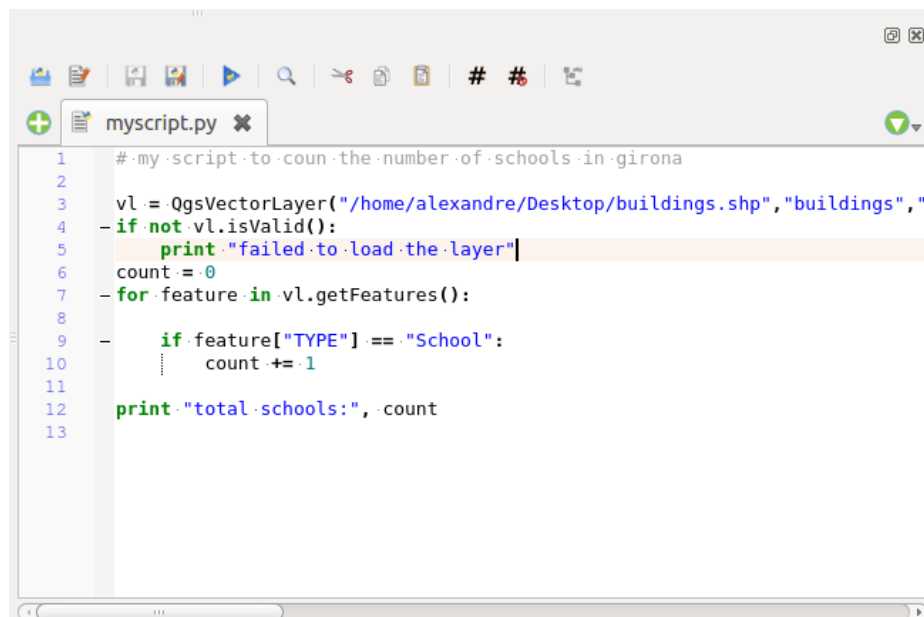 myscript.py
1 # my script to coun the number of schools in girona
2
3 vl = QgsVectorLayer("/home/alexandre/Desktop/buildings.shp","buildings","
4 if not vl.isValid():
5     print "failed to load the layer"
6 count = 0
7 for feature in vl.getFeatures():
8
9     if feature["TYPE"] == "School":
10         count += 1
11
12 print "total schools:", count
13